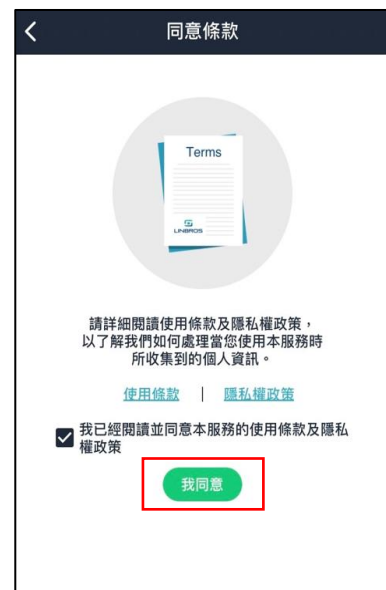 同意條款
Terms
LINBROS
請詳細閱讀使用條款及隱私權政策，
以了解我們如何處理當您使用本服務時
所收集到的個人資訊。
使用條款 | 隱私權政策
我已經閱讀並同意本服務的使用條款及隱私
權政策
我同意